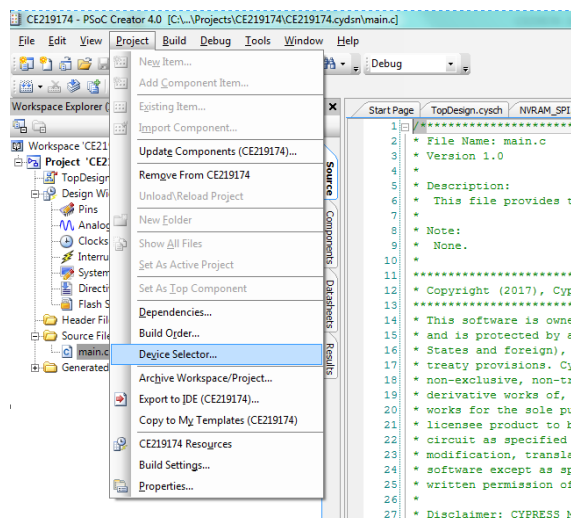 CE219174 - PSoC Creator 4.0 [C:\...\Projects\CE219174\CE219174.cydsn\main.c]
File Edit View Project Build Debug Tools Window Help
Debug
Workspace Explorer (
Workspace 'CE21
Project 'CE2
TopDesign
Design Wi
Pins
Analog
Clocks
Interru
System
Directi
Flash S
Header Fil
Source File
main.c
Generated
New Item...
Add Component Item...
Existing Item...
Import Component...
Update Components (CE219174)...
Remove From CE219174
Unload/Reload Project
New Folder
Show All Files
Set As Active Project
Set As Top Component
Dependencies...
Build Order...
Device Selector...
Archive Workspace/Project...
Export to IDE (CE219174)...
Copy to My Templates (CE219174)
CE219174 Resources
Build Settings...
Properties...
Source
Components
Datasheets
Results
Start Page TopDesign.cysch NVRAM_SPI
1 /**************************
2 * File Name: main.c
3 * Version 1.0
4 *
5 * Description:
6 * This file provides t
7 *
8 * Note:
9 * None.
10 *
11 **************************
12 * Copyright (2017), Cyp
13 **************************
14 * This software is owne
15 * and is protected by a
16 * States and foreign),
17 * treaty provisions. Cy
18 * non-exclusive, non-tr
19 * derivative works of,
20 * works for the sole pu
21 * licensee product to b
22 * circuit as specified
23 * modification, transla
24 * software except as sp
25 * written permission of
26 *
27 * Disclaimer: CYPRESS M